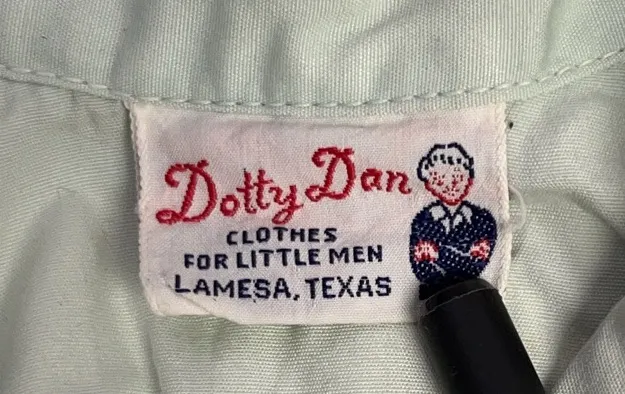 Dotty Dan
CLOTHES
FOR LITTLE MEN
LAMESA, TEXAS